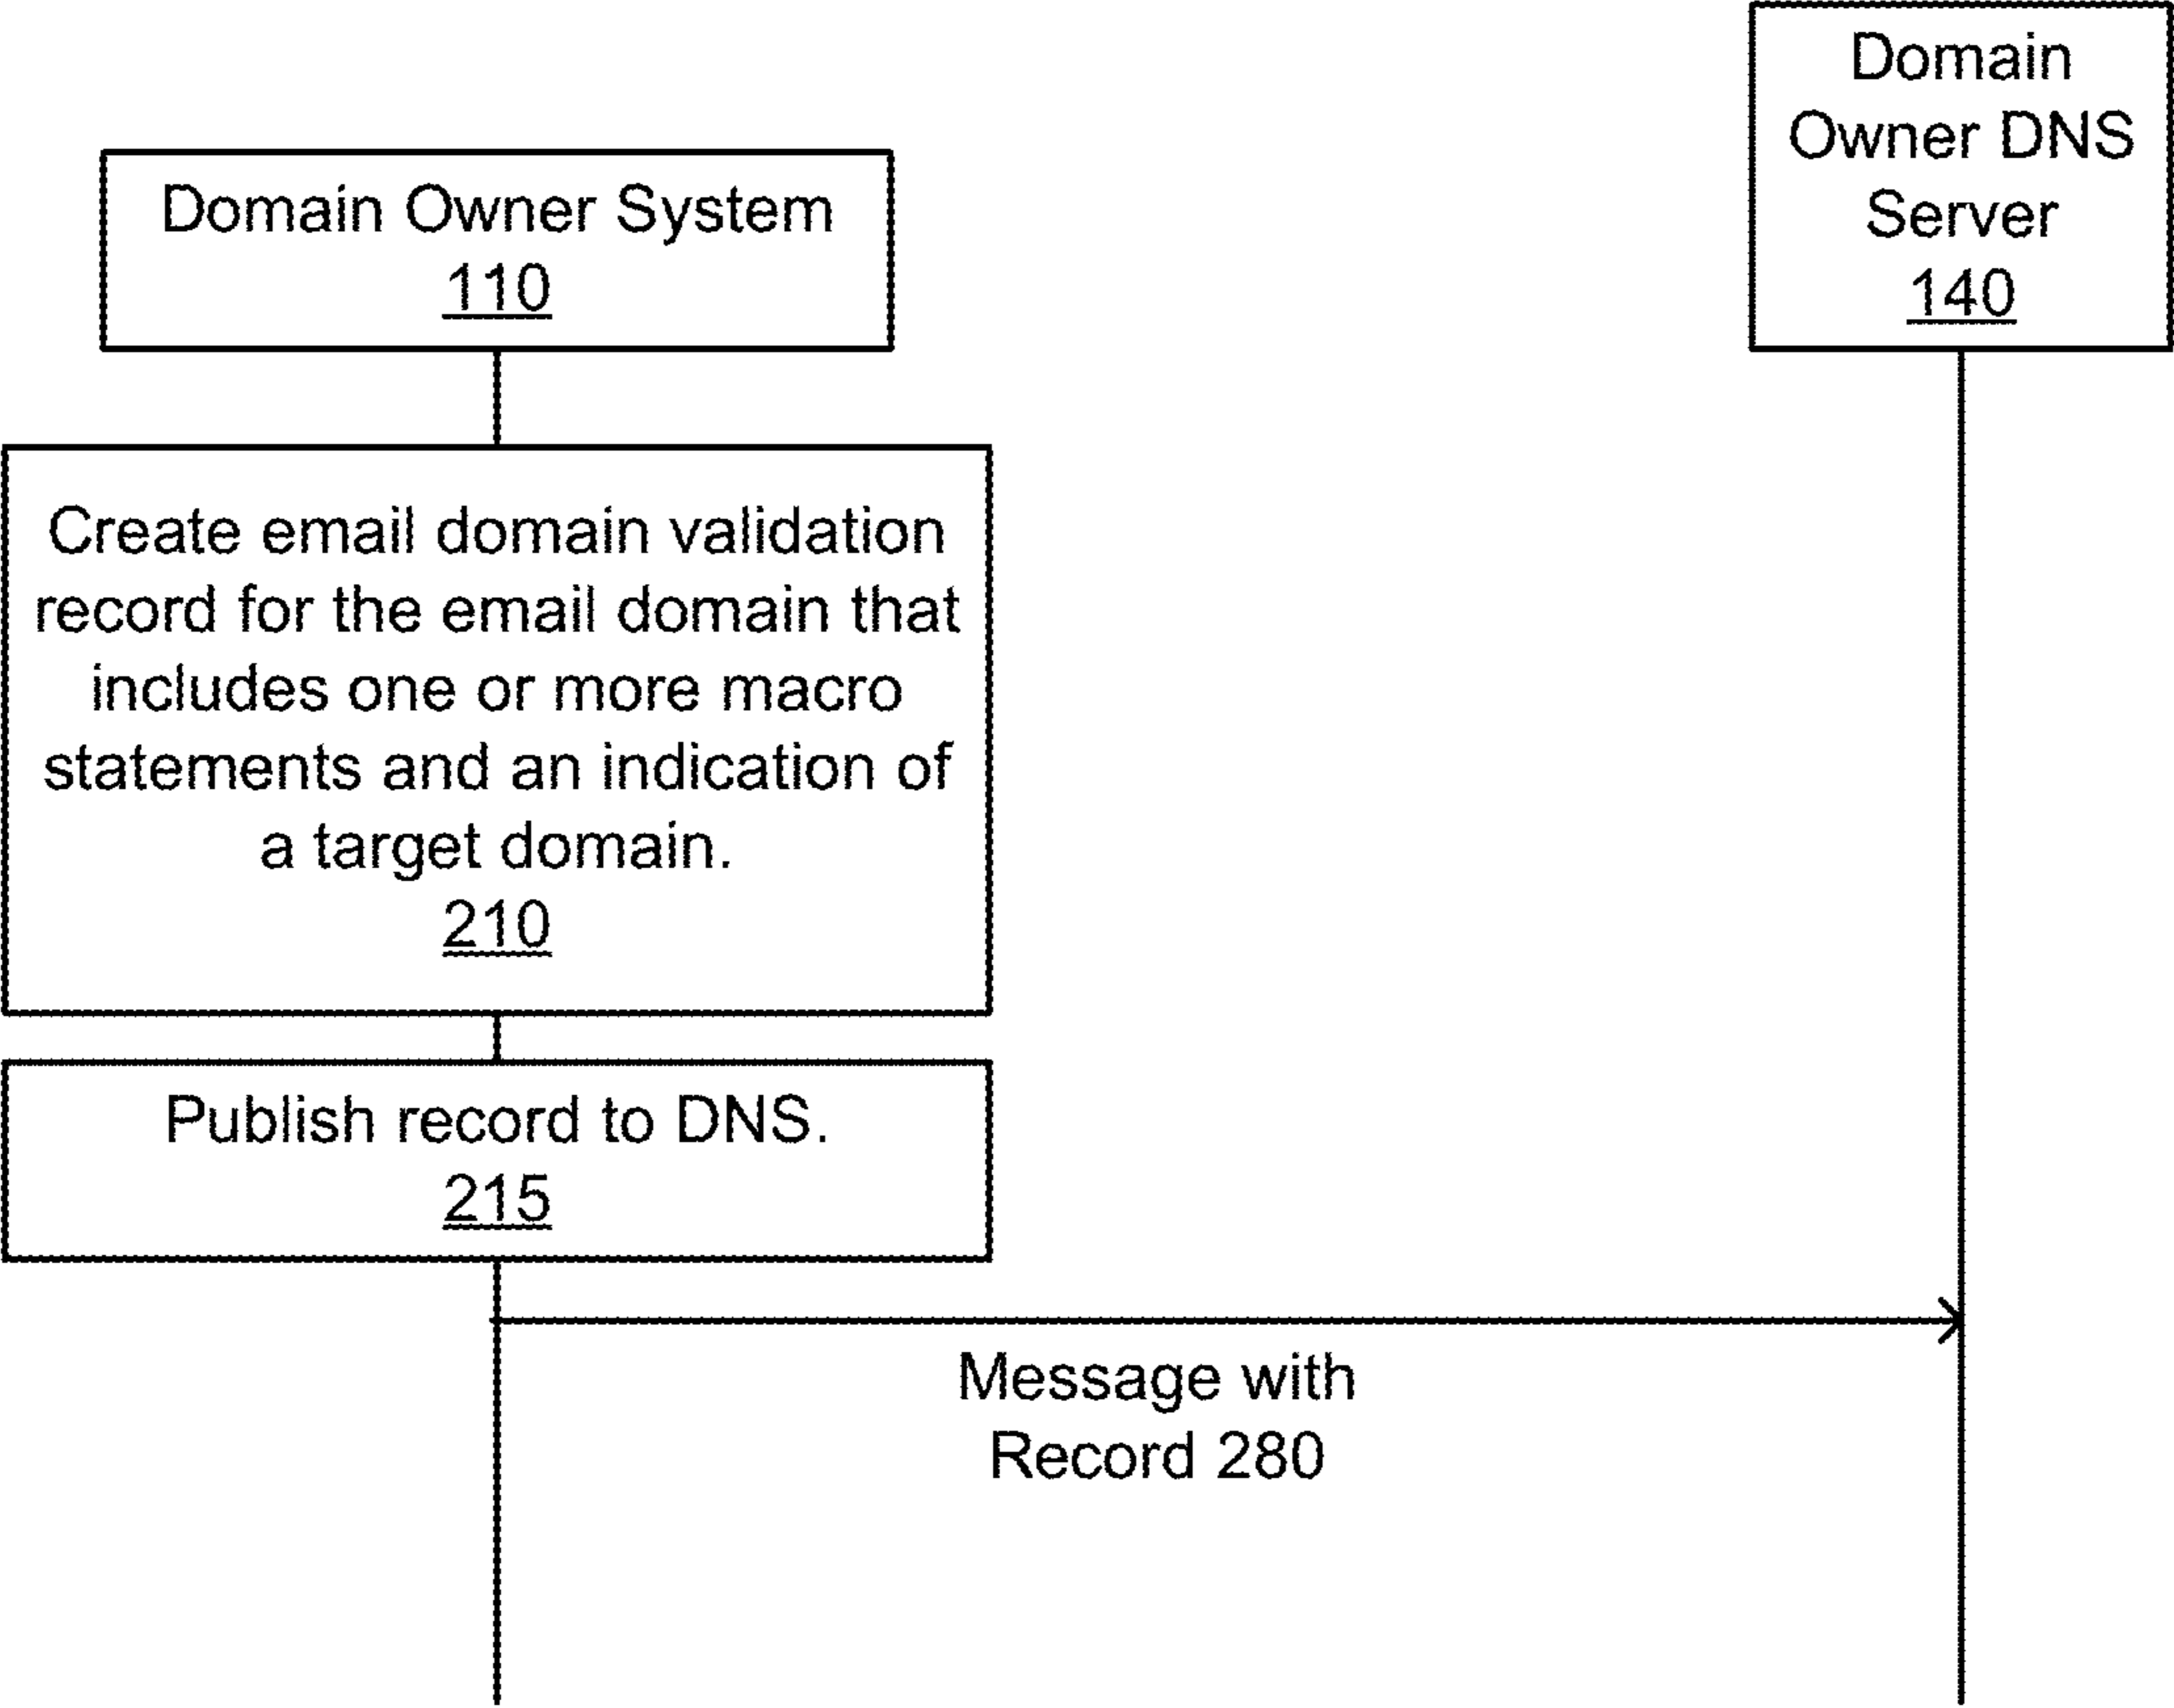 Domain Owner System
110
Domain
Owner DNS
Server
140
Create email domain validation
record for the email domain that
includes one or more macro
statements and an indication of
a target domain.
210
Publish record to DNS.
215
Message with
Record 280